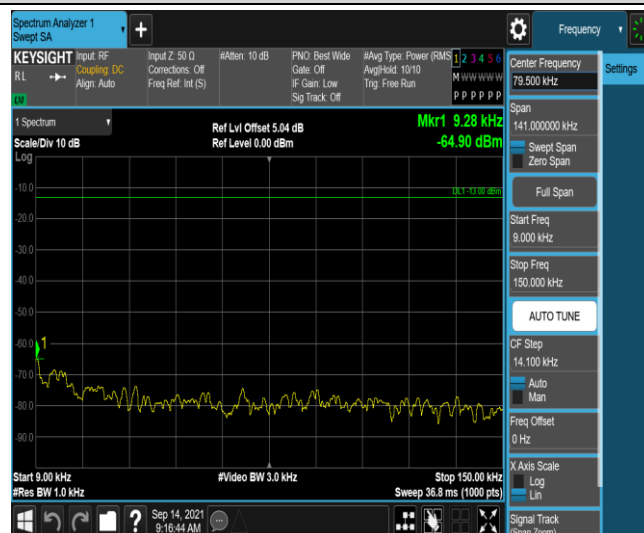 Spectrum Analyzer 1
Swept SA
Frequency
KEYSIGHT
RL
Input: RF
Coupling: DC
Align: Auto
Input Z: 50 Ω
Corrections: Off
Freq Ref: Int (S)
#Atten: 10 dB
PNO: Best Wide
Gate: Off
IF Gain: Low
Sig Track: Off
#Avg Type: Power (RMS
Avg|Hold: 10/10
Trig: Free Run
1 2 3 4 5 6
M W W W W W
P P P P P P
1 Spectrum
Scale/Div 10 dB
Log
Ref Lvl Offset 5.04 dB
Ref Level 0.00 dBm
Mkr1 9.28 kHz
-64.90 dBm
DL1 -13.00 dBm
-10.0
-20.0
-30.0
-40.0
-50.0
-60.0
-70.0
-80.0
-90.0
1
Start 9.00 kHz
#Res BW 1.0 kHz
#Video BW 3.0 kHz
Stop 150.00 kHz
Sweep 36.8 ms (1000 pts)
?
Sep 14, 2021
9:16:44 AM
Center Frequency
79.500 kHz
Settings
Span
141.000000 kHz
Swept Span
Zero Span
Full Span
Start Freq
9.000 kHz
Stop Freq
150.000 kHz
AUTO TUNE
CF Step
14.100 kHz
Auto
Man
Freq Offset
0 Hz
X Axis Scale
Log
Lin
Signal Track
(Span Zoom)